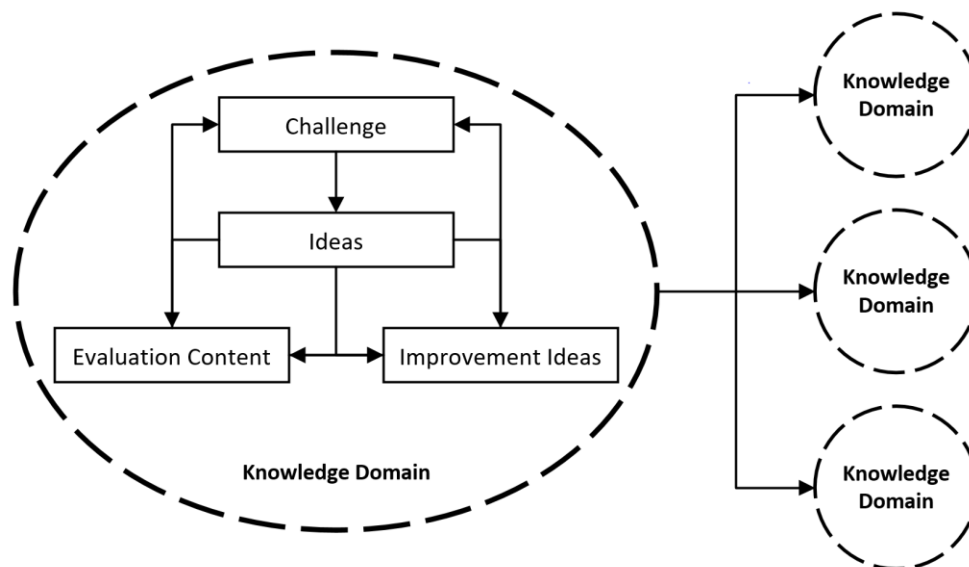 Challenge
Ideas
Evaluation Content
Improvement Ideas
Knowledge Domain
Knowledge
Domain
Knowledge
Domain
Knowledge
Domain